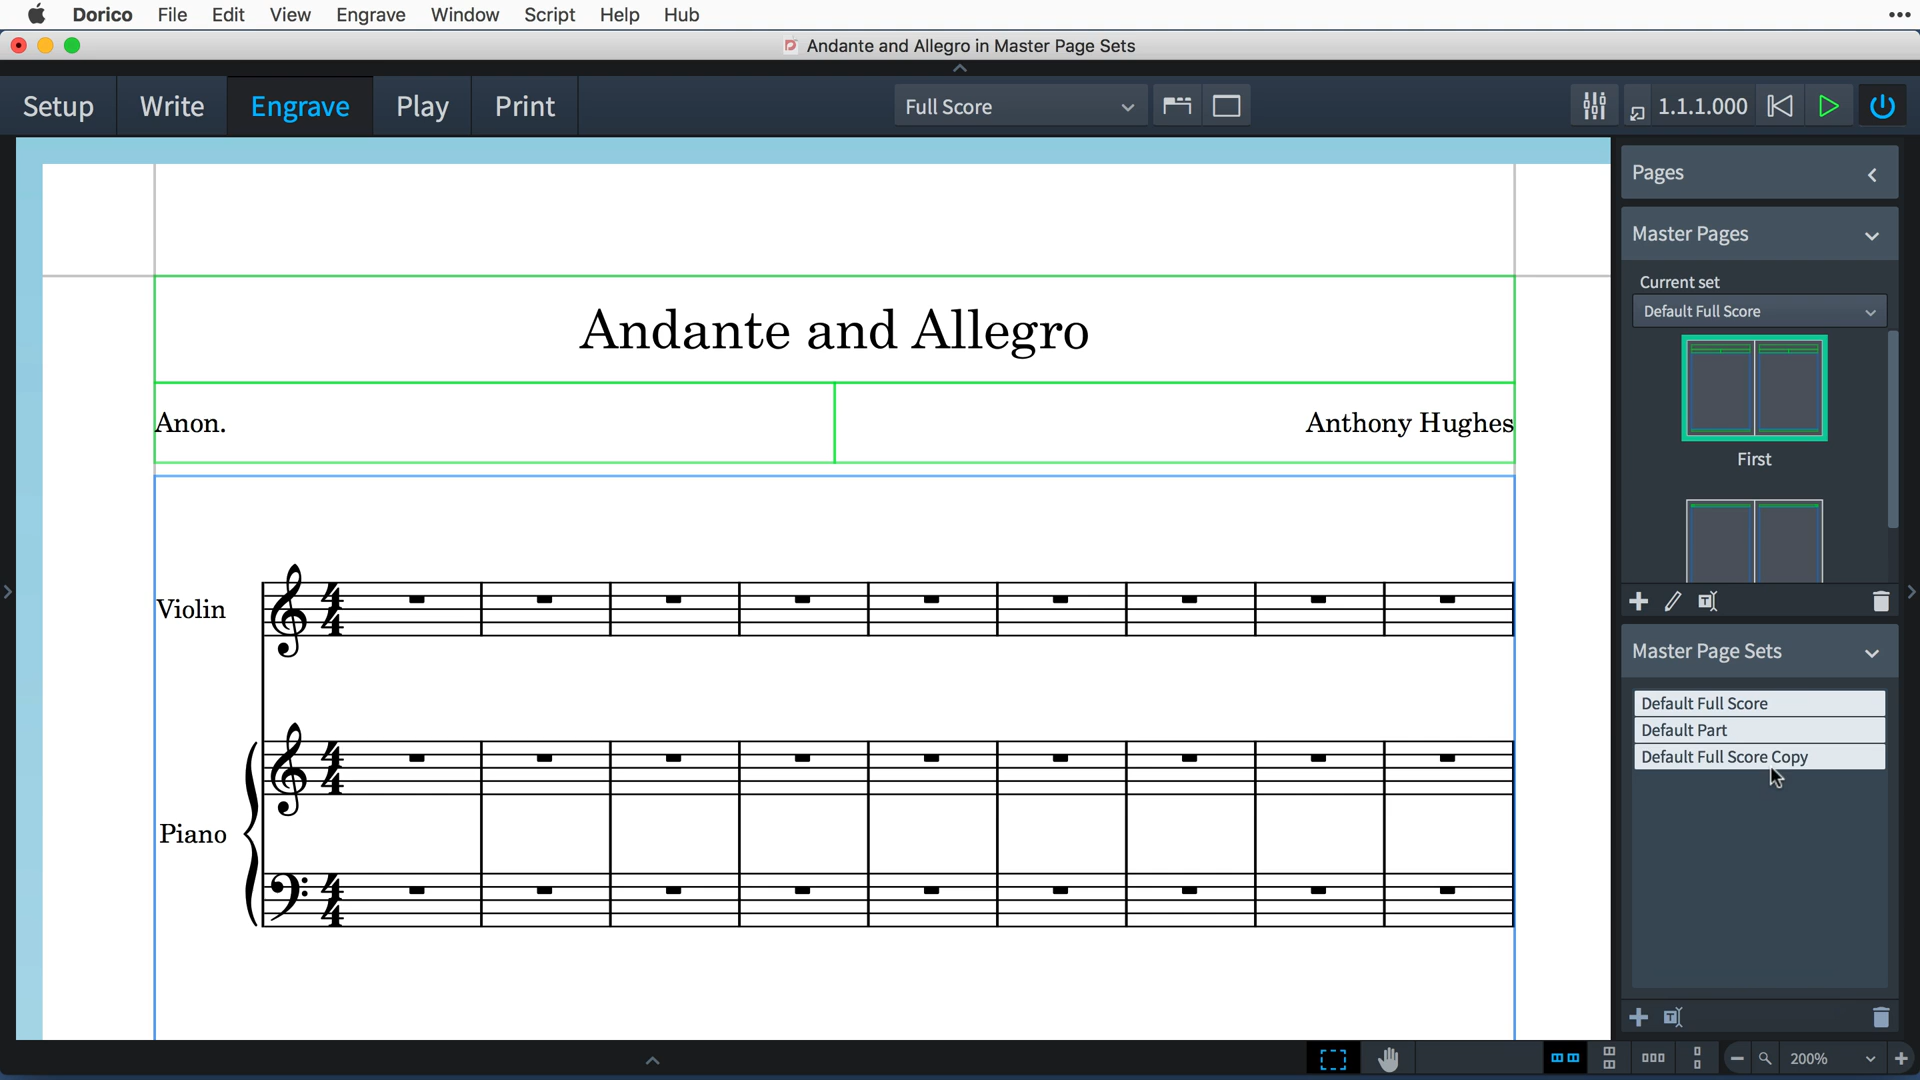 Dorico File Edit View Engrave Window Script Help Hub
Andante and Allegro in Master Page Sets
Setup Write Engrave Play Print Full Score 1.1.1.000
Pages
Master Pages
Current set
Default Full Score
First
Andante and Allegro
Anon. Anthony Hughes
Violin
Piano
Master Page Sets
Default Full Score
Default Part
Default Full Score Copy
200%